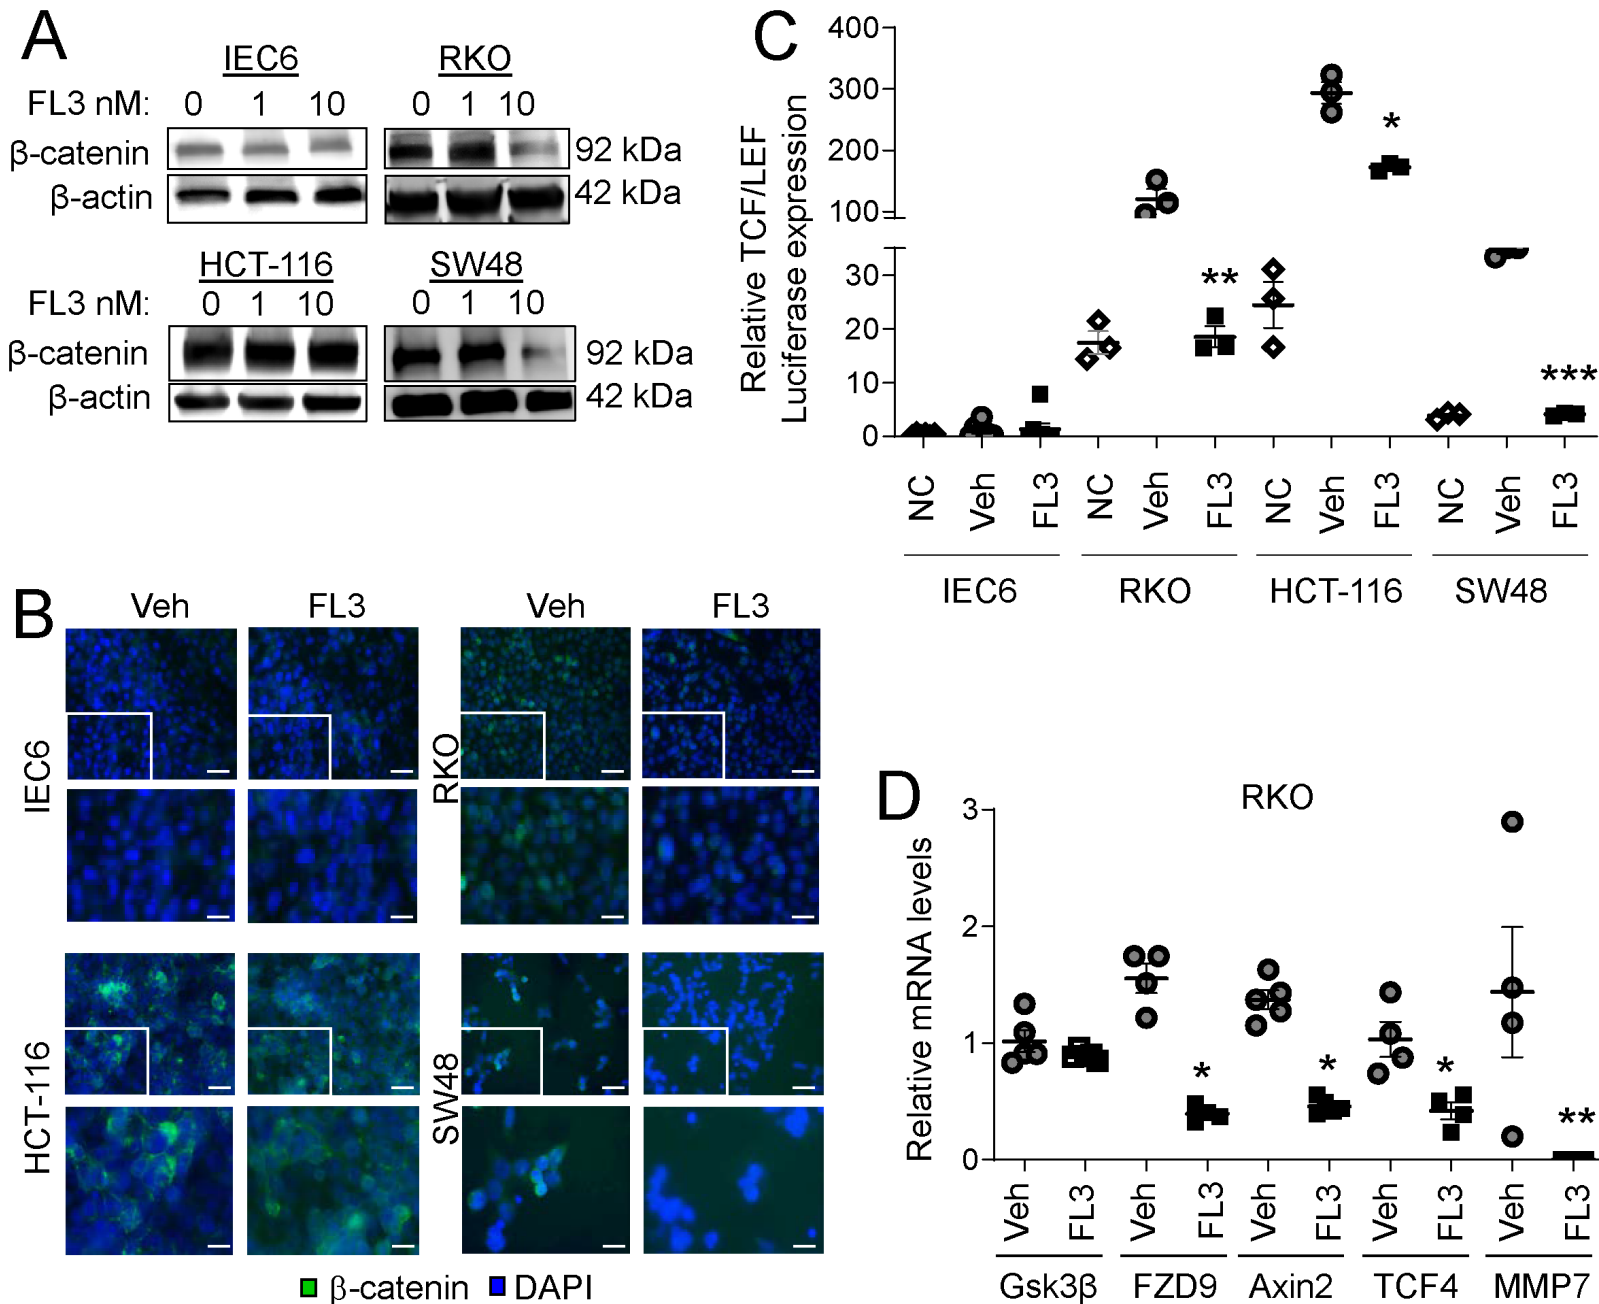 A
IEC6
RKO
FL3 nM: 0 1 10 0 1 10
β-catenin 92 kDa
β-actin 42 kDa
HCT-116
SW48
FL3 nM: 0 1 10 0 1 10
β-catenin 92 kDa
β-actin 42 kDa
B
Veh FL3 Veh FL3
IEC6
RKO
HCT-116
SW48
β-catenin DAPI
C
Relative TCF/LEF
Luciferase expression
400
300
200
100
30
20
10
0
*
**
***
NC Veh FL3 NC Veh FL3 NC Veh FL3 NC Veh FL3
IEC6 RKO HCT-116 SW48
D
RKO
Relative mRNA levels
3
2
1
0
* * * **
Veh FL3 Veh FL3 Veh FL3 Veh FL3 Veh FL3
Gsk3β FZD9 Axin2 TCF4 MMP7